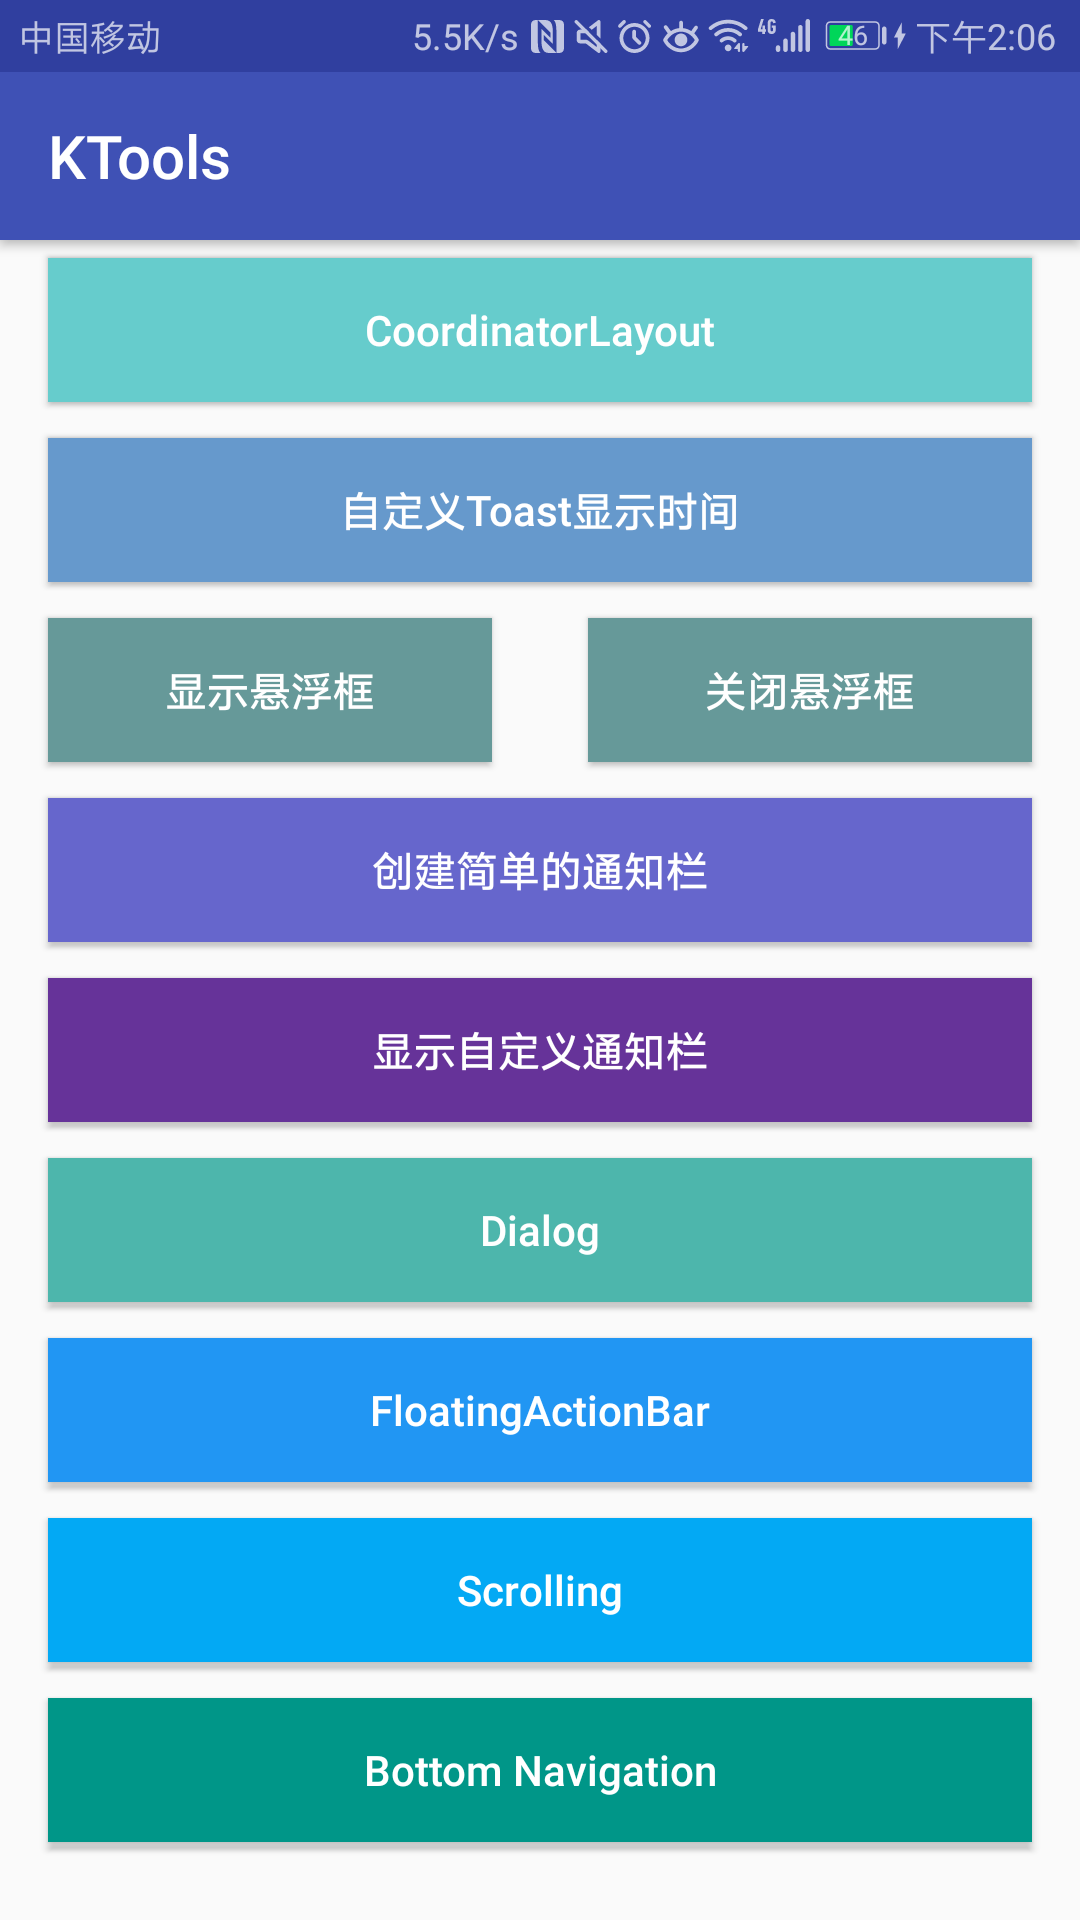 中国移动 5.5K/s 4G 46 下午2:06
KTools
CoordinatorLayout
自定义Toast显示时间
显示悬浮框 关闭悬浮框
创建简单的通知栏
显示自定义通知栏
Dialog
FloatingActionBar
Scrolling
Bottom Navigation